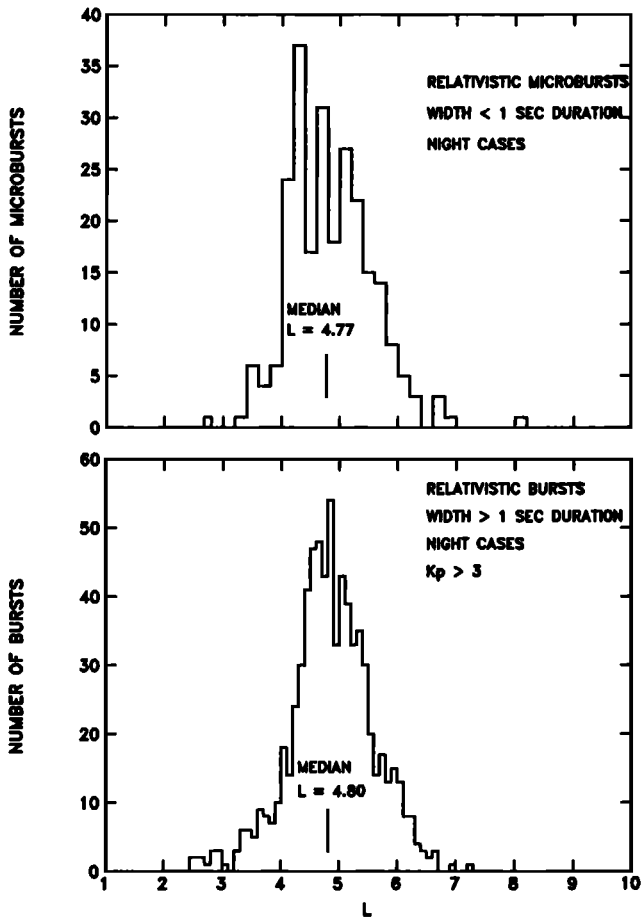 40
35
30
25
20
15
10
5
0
NUMBER OF MICROBURSTS
RELATIVISTIC MICROBURSTS
WIDTH < 1 SEC DURATION
NIGHT CASES
MEDIAN
L = 4.77
60
50
40
30
20
10
0
NUMBER OF BURSTS
RELATIVISTIC BURSTS
WIDTH > 1 SEC DURATION
NIGHT CASES
Kp > 3
MEDIAN
L = 4.80
1 2 3 4 5 6 7 8 9 10
L